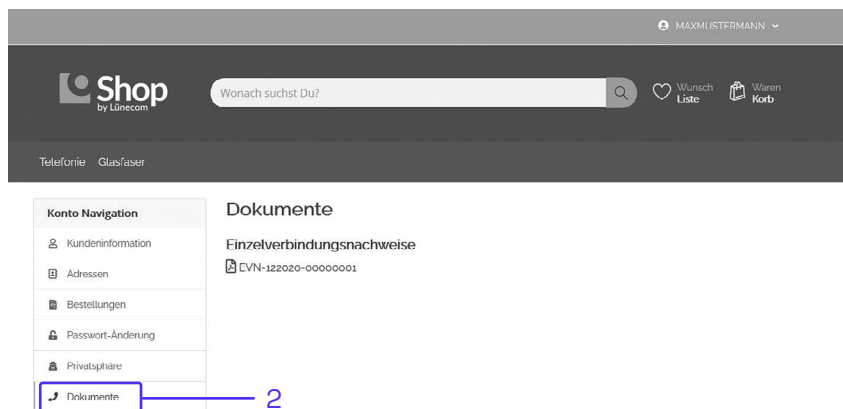 MAXMUSTERMANN
Shop
by Lünecom
Wonach suchst Du?
Wunsch
Liste
Waren
Korb
Telefonie Glasfaser
Konto Navigation
Kundeninformation
Adressen
Bestellungen
Passwort-Änderung
Privatsphäre
Dokumente
Dokumente
Einzelverbindungsnachweise
EVN-122020-00000001
2